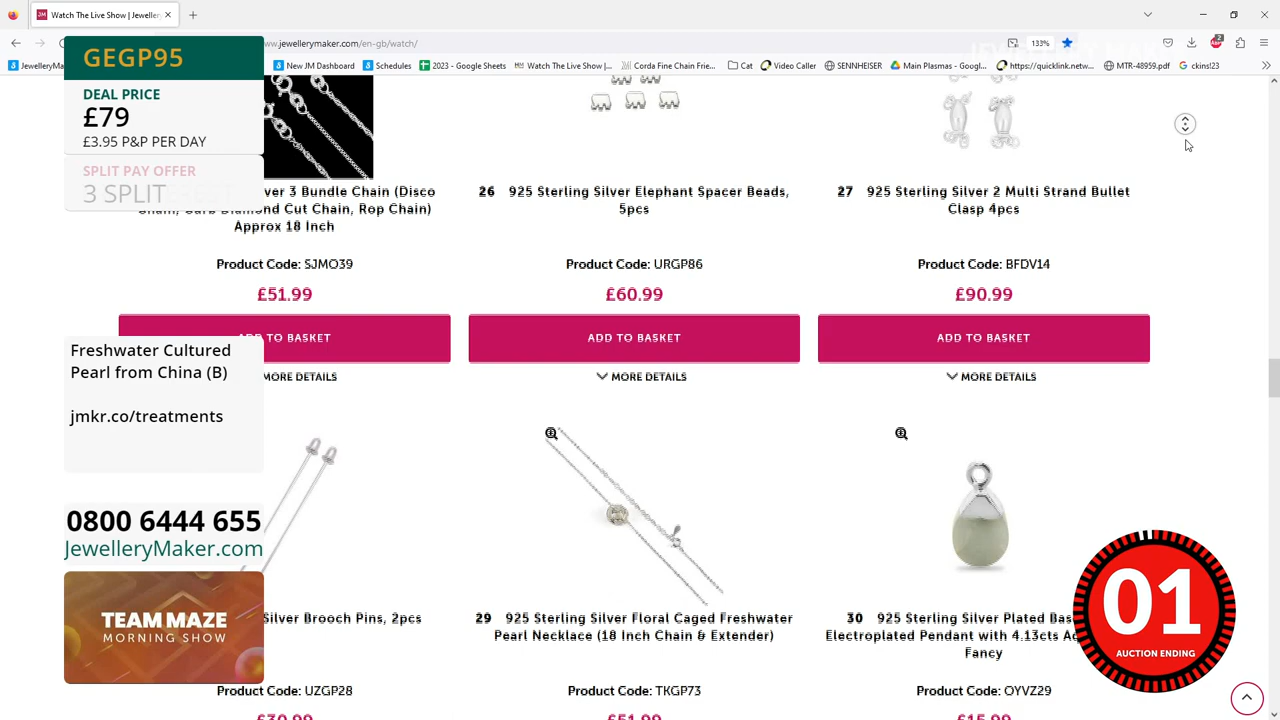 Watch The Live Show | Jeweller
ww.jewellerymaker.com/en-gb/watch/
133%
2
JewelleryM
New JM Dashboard
Schedules
2023 - Google Sheets
Watch The Live Show |...
Corda Fine Chain Frie...
Cat
Video Caller
SENNHEISER
Main Plasmas - Googl...
https://quicklink.netw...
MTR-48959.pdf
ckins!23
GEGP95
DEAL PRICE
£79
£3.95 P&P PER DAY
SPLIT PAY OFFER
3 SPLIT
ver 3 Bundle Chain (Disco
Chain, Curb Diamond Cut Chain, Rop Chain)
Approx 18 Inch
Product Code: SJMO39
£51.99
ADD TO BASKET
MORE DETAILS
26 925 Sterling Silver Elephant Spacer Beads,
5pcs
Product Code: URGP86
£60.99
ADD TO BASKET
MORE DETAILS
27 925 Sterling Silver 2 Multi Strand Bullet
Clasp 4pcs
Product Code: BFDV14
£90.99
ADD TO BASKET
MORE DETAILS
Freshwater Cultured
Pearl from China (B)
jmkr.co/treatments
0800 6444 655
JewelleryMaker.com
TEAM MAZE
MORNING SHOW
Silver Brooch Pins, 2pcs
Product Code: UZGP28
£30.99
29 925 Sterling Silver Floral Caged Freshwater
Pearl Necklace (18 Inch Chain & Extender)
Product Code: TKGP73
£51.99
30 925 Sterling Silver Plated Bas
Electroplated Pendant with 4.13cts
Fancy
Product Code: OYVZ29
£15.99
01
AUCTION ENDING